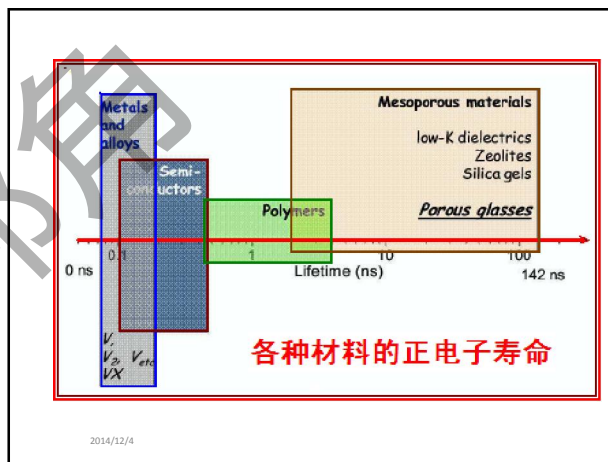 Metals
and
alloys
Semi-
conductors
Polymers
Mesoporous materials
low-K dielectrics
Zeolites
Silica gels
Porous glasses
0 ns
0.1
1
10
100
Lifetime (ns)
142 ns
V,
V2, Vetc
VX
各种材料的正电子寿命
2014/12/4
角